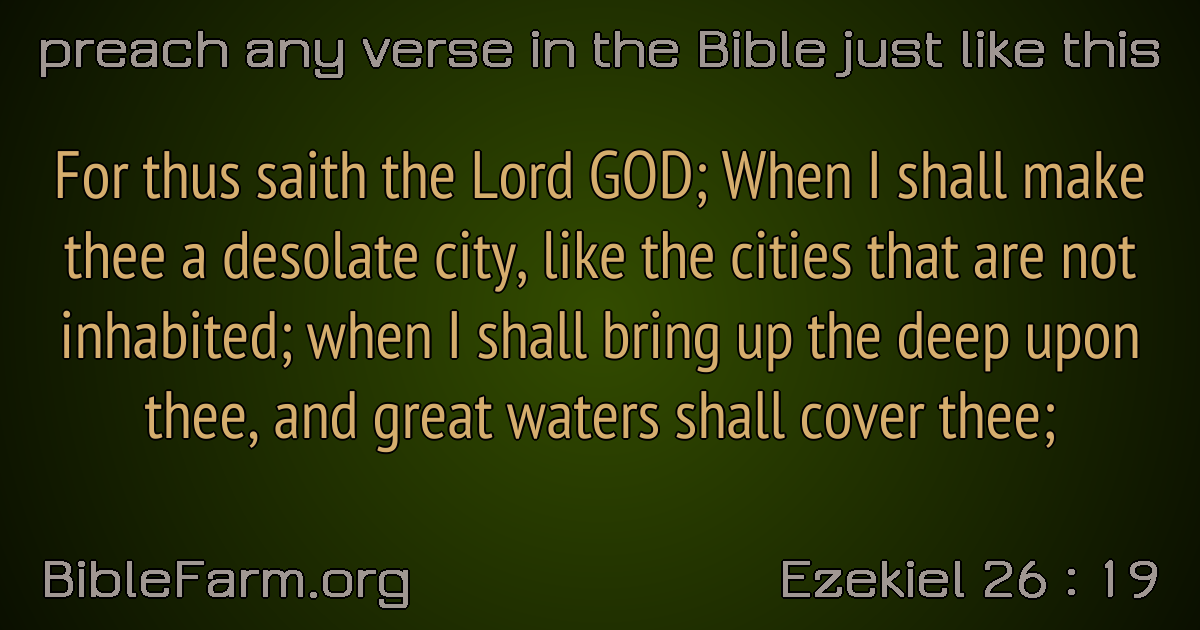 preach any verse in the Bible just like this
For thus saith the Lord GOD; When I shall make
thee a desolate city, like the cities that are not
inhabited; when I shall bring up the deep upon
thee, and great waters shall cover thee;
BibleFarm.org
Ezekiel 26 : 19